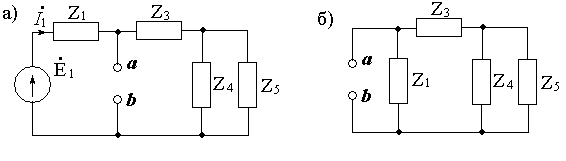 а)
İ₁
Z₁
Z₃
a
b
Ė₁
Z₄
Z₅
б)
Z₃
a
b
Z₁
Z₄
Z₅